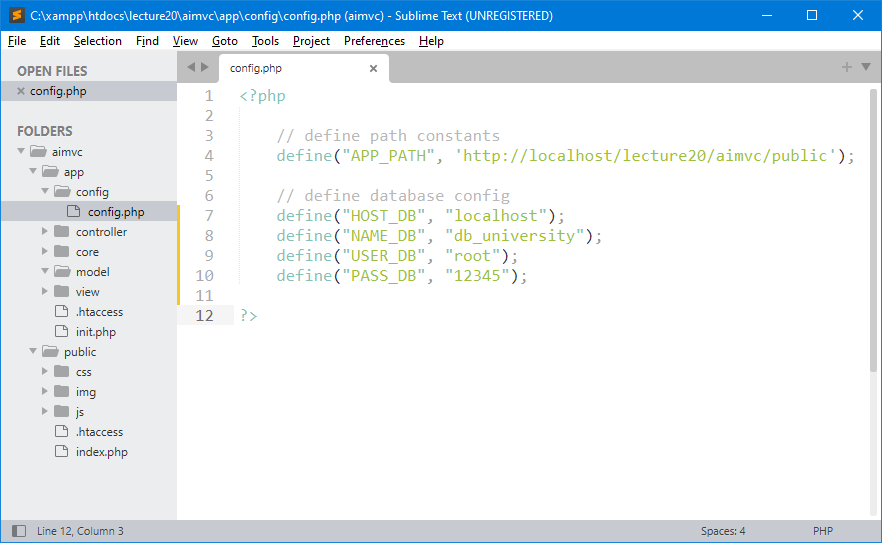 C:\xampp\htdocs\lecture20\aimvc\app\config\config.php (aimvc) - Sublime Text (UNREGISTERED)
File Edit Selection Find View Goto Tools Project Preferences Help
OPEN FILES
config.php
FOLDERS
aimvc
app
config
config.php
controller
core
model
view
.htaccess
init.php
public
css
img
js
.htaccess
index.php
config.php
1 <?php
2
3 // define path constants
4 define("APP_PATH", 'http://localhost/lecture20/aimvc/public');
5
6 // define database config
7 define("HOST_DB", "localhost");
8 define("NAME_DB", "db_university");
9 define("USER_DB", "root");
10 define("PASS_DB", "12345");
11
12 ?>
Line 12, Column 3 Spaces: 4 PHP